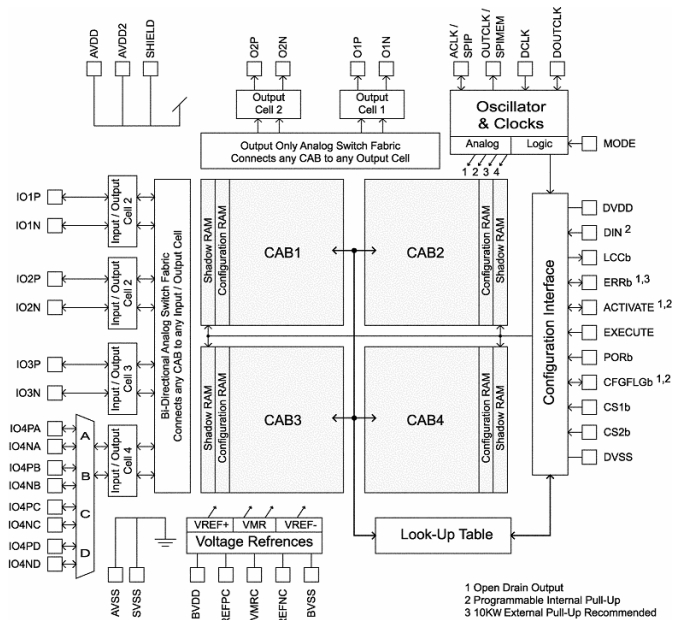 AVDD
AVDD2
SHIELD
O2P
O2N
O1P
O1N
ACLK /
SPIP
OUTCLK /
SPIMEM
DCLK
DOUTCLK
Output
Cell 2
Output
Cell 1
Oscillator
& Clocks
Analog
Logic
MODE
1 2 3 4
Output Only Analog Switch Fabric
Connects any CAB to any Output Cell
IO1P
IO1N
Input / Output
Cell 2
IO2P
IO2N
Input / Output
Cell 2
IO3P
IO3N
Input / Output
Cell 3
IO4PA
IO4NA
IO4PB
IO4NB
IO4PC
IO4NC
IO4PD
IO4ND
A
B
C
D
Input / Output
Cell 4
Bi-Directional Analog Switch Fabric
Connects any CAB to any Input / Output Cell
Shadow RAM
Configuration RAM
CAB1
CAB2
Configuration RAM
Shadow RAM
Shadow RAM
Configuration RAM
CAB3
CAB4
Configuration RAM
Shadow RAM
Configuration Interface
DVDD
DIN 2
LCCb
ERRb 1,3
ACTIVATE 1,2
EXECUTE
PORb
CFGFLGb 1,2
CS1b
CS2b
DVSS
VREF+
VMR
VREF-
Voltage Refrences
Look-Up Table
AVSS
SVSS
BVDD
REFPC
VMRC
REFNC
BVSS
1 Open Drain Output
2 Programmable Internal Pull-Up
3 10KW External Pull-Up Recommended